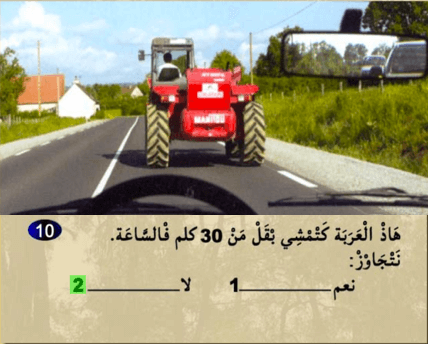 MANITOU
10
هَاذْ الْعَرَبَة كَتْمْشِي بْقَلْ مَنْ 30 كلم فْالسَّاعَة.
نَتْجَاوْزْ:
نعم 1
لا 2